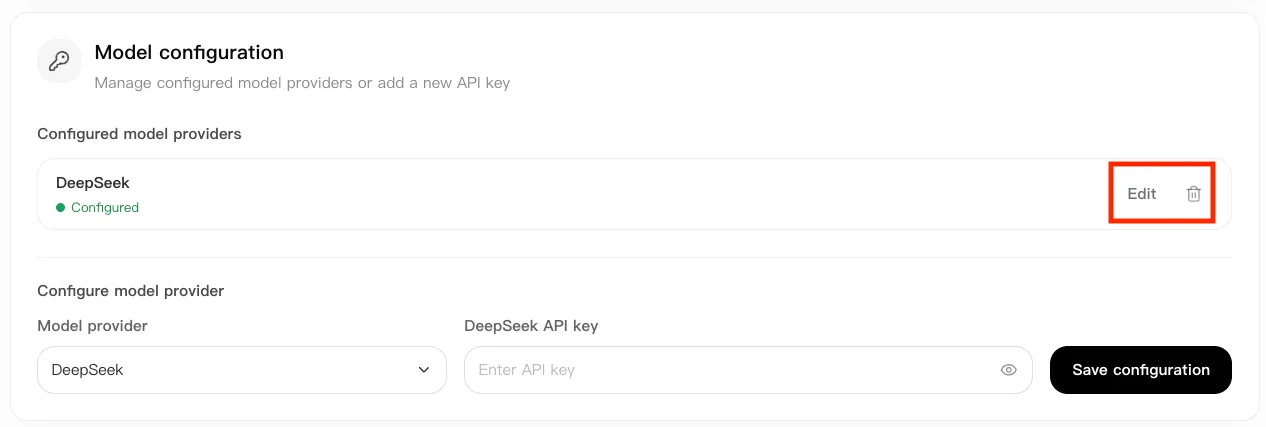 Model configuration
Manage configured model providers or add a new API key
Configured model providers
DeepSeek
Configured
Edit
Configure model provider
Model provider
DeepSeek API key
DeepSeek
Enter API key
Save configuration